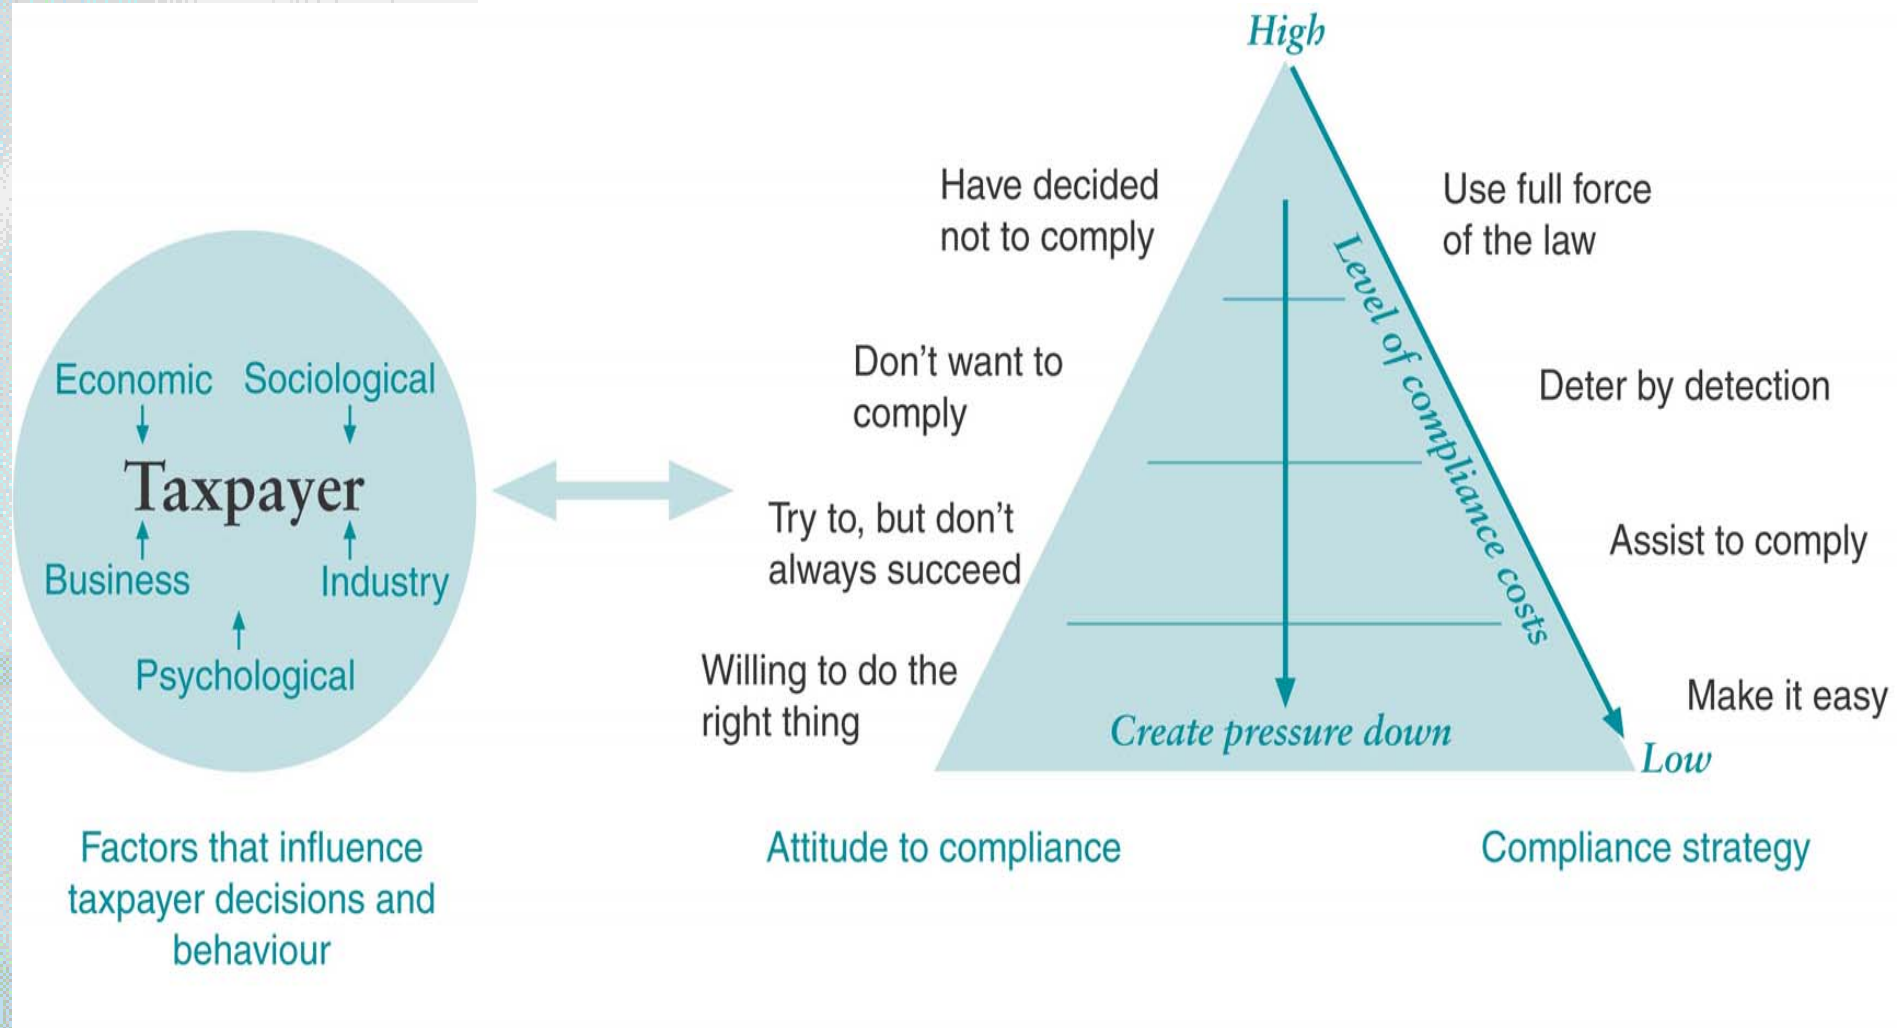 Economic Sociological
Taxpayer
Business Industry
Psychological
Factors that influence
taxpayer decisions and
behaviour
High
Have decided
not to comply
Don't want to
comply
Try to, but don't
always succeed
Willing to do the
right thing
Attitude to compliance
Level of compliance costs
Create pressure down
Low
Use full force
of the law
Deter by detection
Assist to comply
Make it easy
Compliance strategy